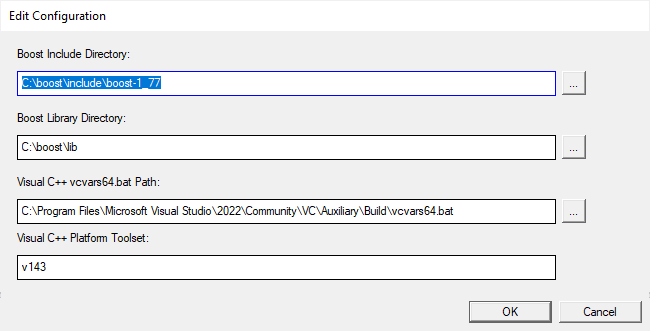 Edit Configuration
Boost Include Directory:
C:\boost\include\boost-1_77
...
Boost Library Directory:
C:\boost\lib
...
Visual C++ vcvars64.bat Path:
C:\Program Files\Microsoft Visual Studio\2022\Community\VC\Auxiliary\Build\vcvars64.bat
...
Visual C++ Platform Toolset:
v143
OK
Cancel